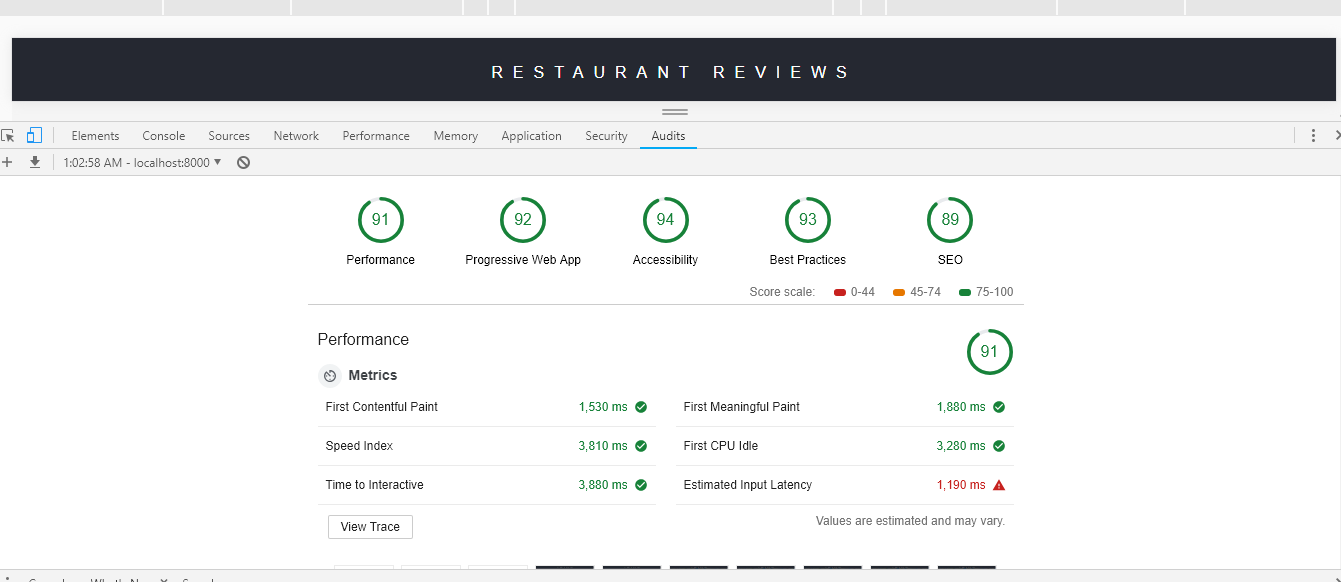 RESTAURANT REVIEWS
Elements Console Sources Network Performance Memory Application Security Audits
1:02:58 AM - localhost:8000
91 92 94 93 89
Performance Progressive Web App Accessibility Best Practices SEO
Score scale: 0-44 45-74 75-100
Performance 91
Metrics
First Contentful Paint 1,530 ms First Meaningful Paint 1,880 ms
Speed Index 3,810 ms First CPU Idle 3,280 ms
Time to Interactive 3,880 ms Estimated Input Latency 1,190 ms
View Trace Values are estimated and may vary.